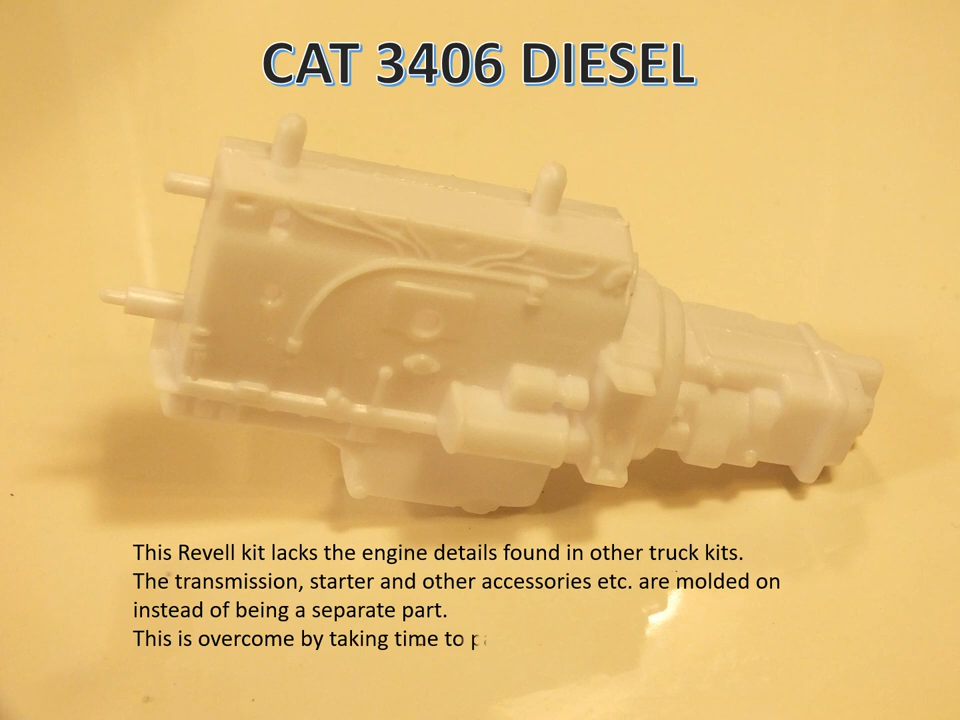 CAT 3406 DIESEL
This Revell kit lacks the engine details found in other truck kits.
The transmission, starter and other accessories etc. are molded on
instead of being a separate part.
This is overcome by taking time to